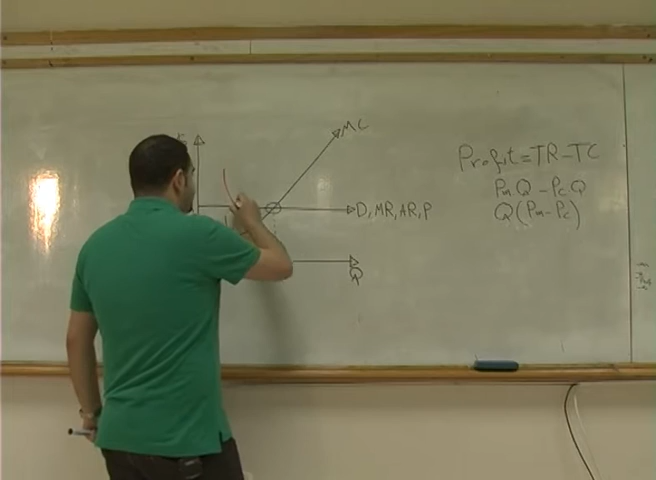 MC
D, MR, AR, P
Q
Profit = TR - TC
PmQ - PcQ
Q(Pm - Pc)